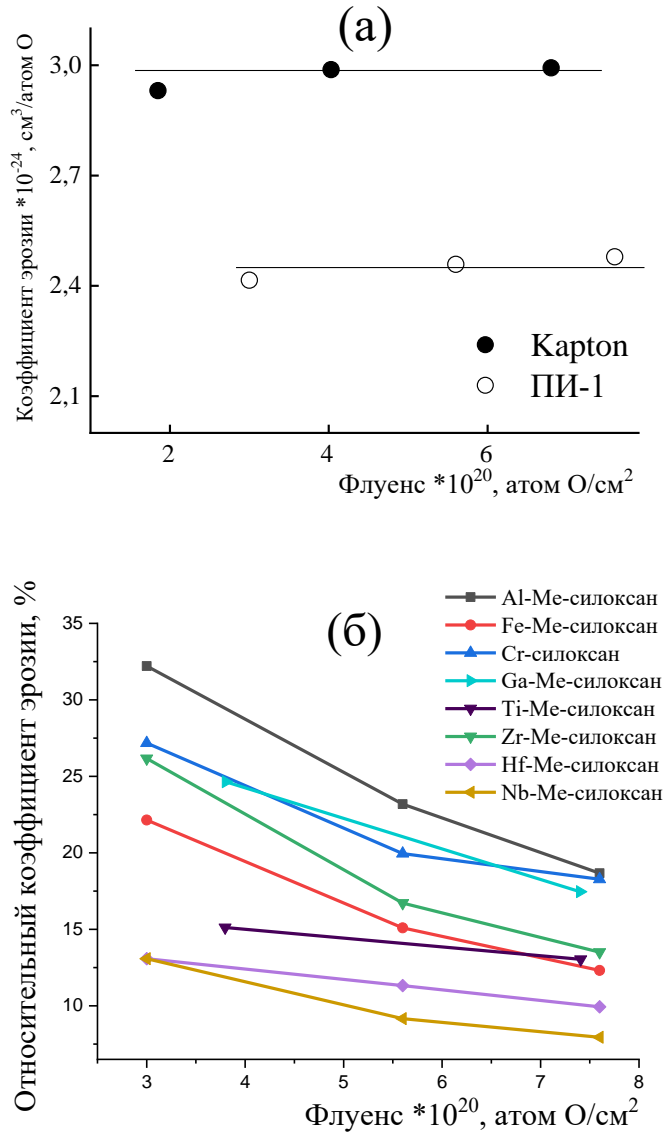 (а)
Коэффициент эрозии *10⁻²⁴, см³/атом О
3,0
2,7
2,4
2,1
Kapton
ПИ-1
2
4
6
Флуенс *10²⁰, атом О/см²
Относительный коэффициент эрозии, %
(б)
Al-Me-силоксан
Fe-Me-силоксан
Cr-силоксан
Ga-Me-силоксан
Ti-Me-силоксан
Zr-Me-силоксан
Hf-Me-силоксан
Nb-Me-силоксан
35
30
25
20
15
10
3
4
5
6
7
8
Флуенс *10²⁰, атом О/см²